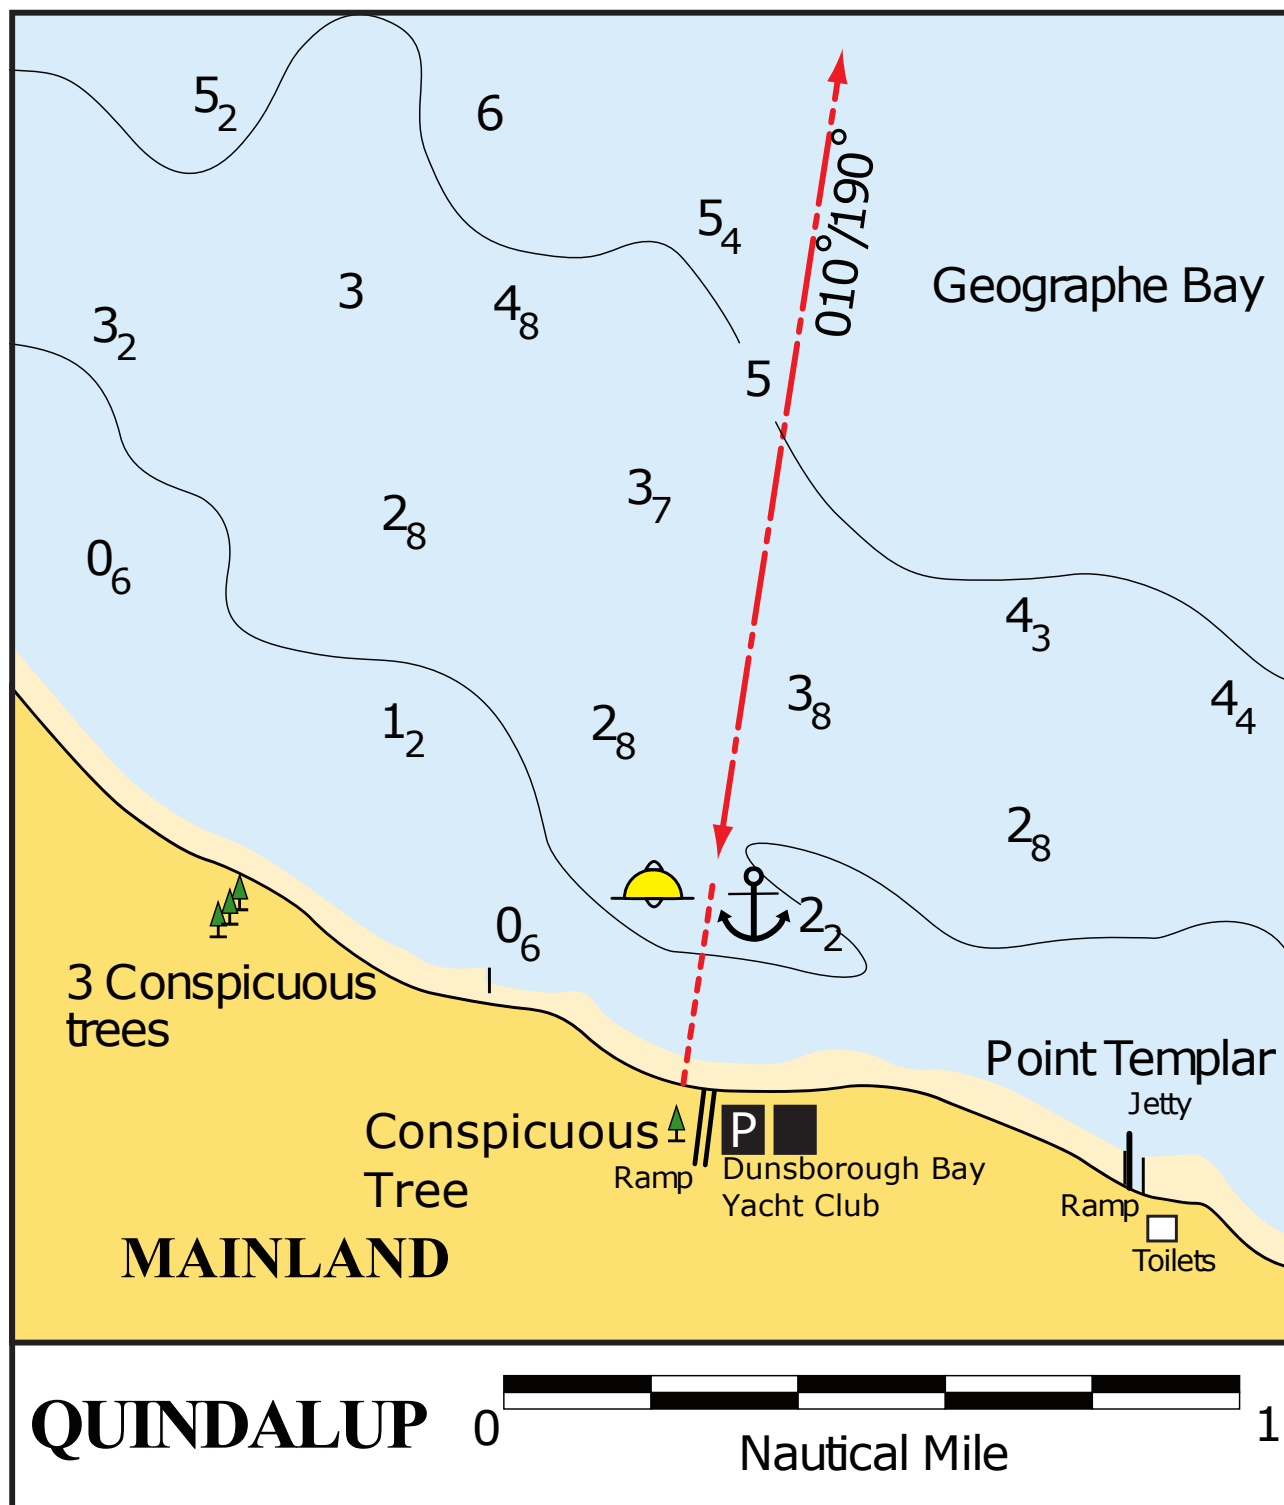 5₂
6
5₄
010°/190°
Geographe Bay
3
4₈
3₂
5
3₇
2₈
0₆
4₃
3₈
4₄
1₂
2₈
2₈
2₂
0₆
3 Conspicuous
trees
Point Templar
Jetty
Conspicuous
Tree
P
Ramp
Dunsborough Bay
Yacht Club
Ramp
Toilets
MAINLAND
QUINDALUP
0
1
Nautical Mile